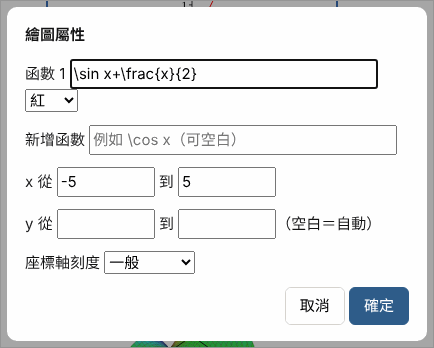 繪圖屬性
函數 1 \sin x+\frac{x}{2}
紅
新增函數 例如 \cos x（可空白）
x 從 -5 到 5
y 從 到 （空白＝自動）
座標軸刻度 一般
取消 確定